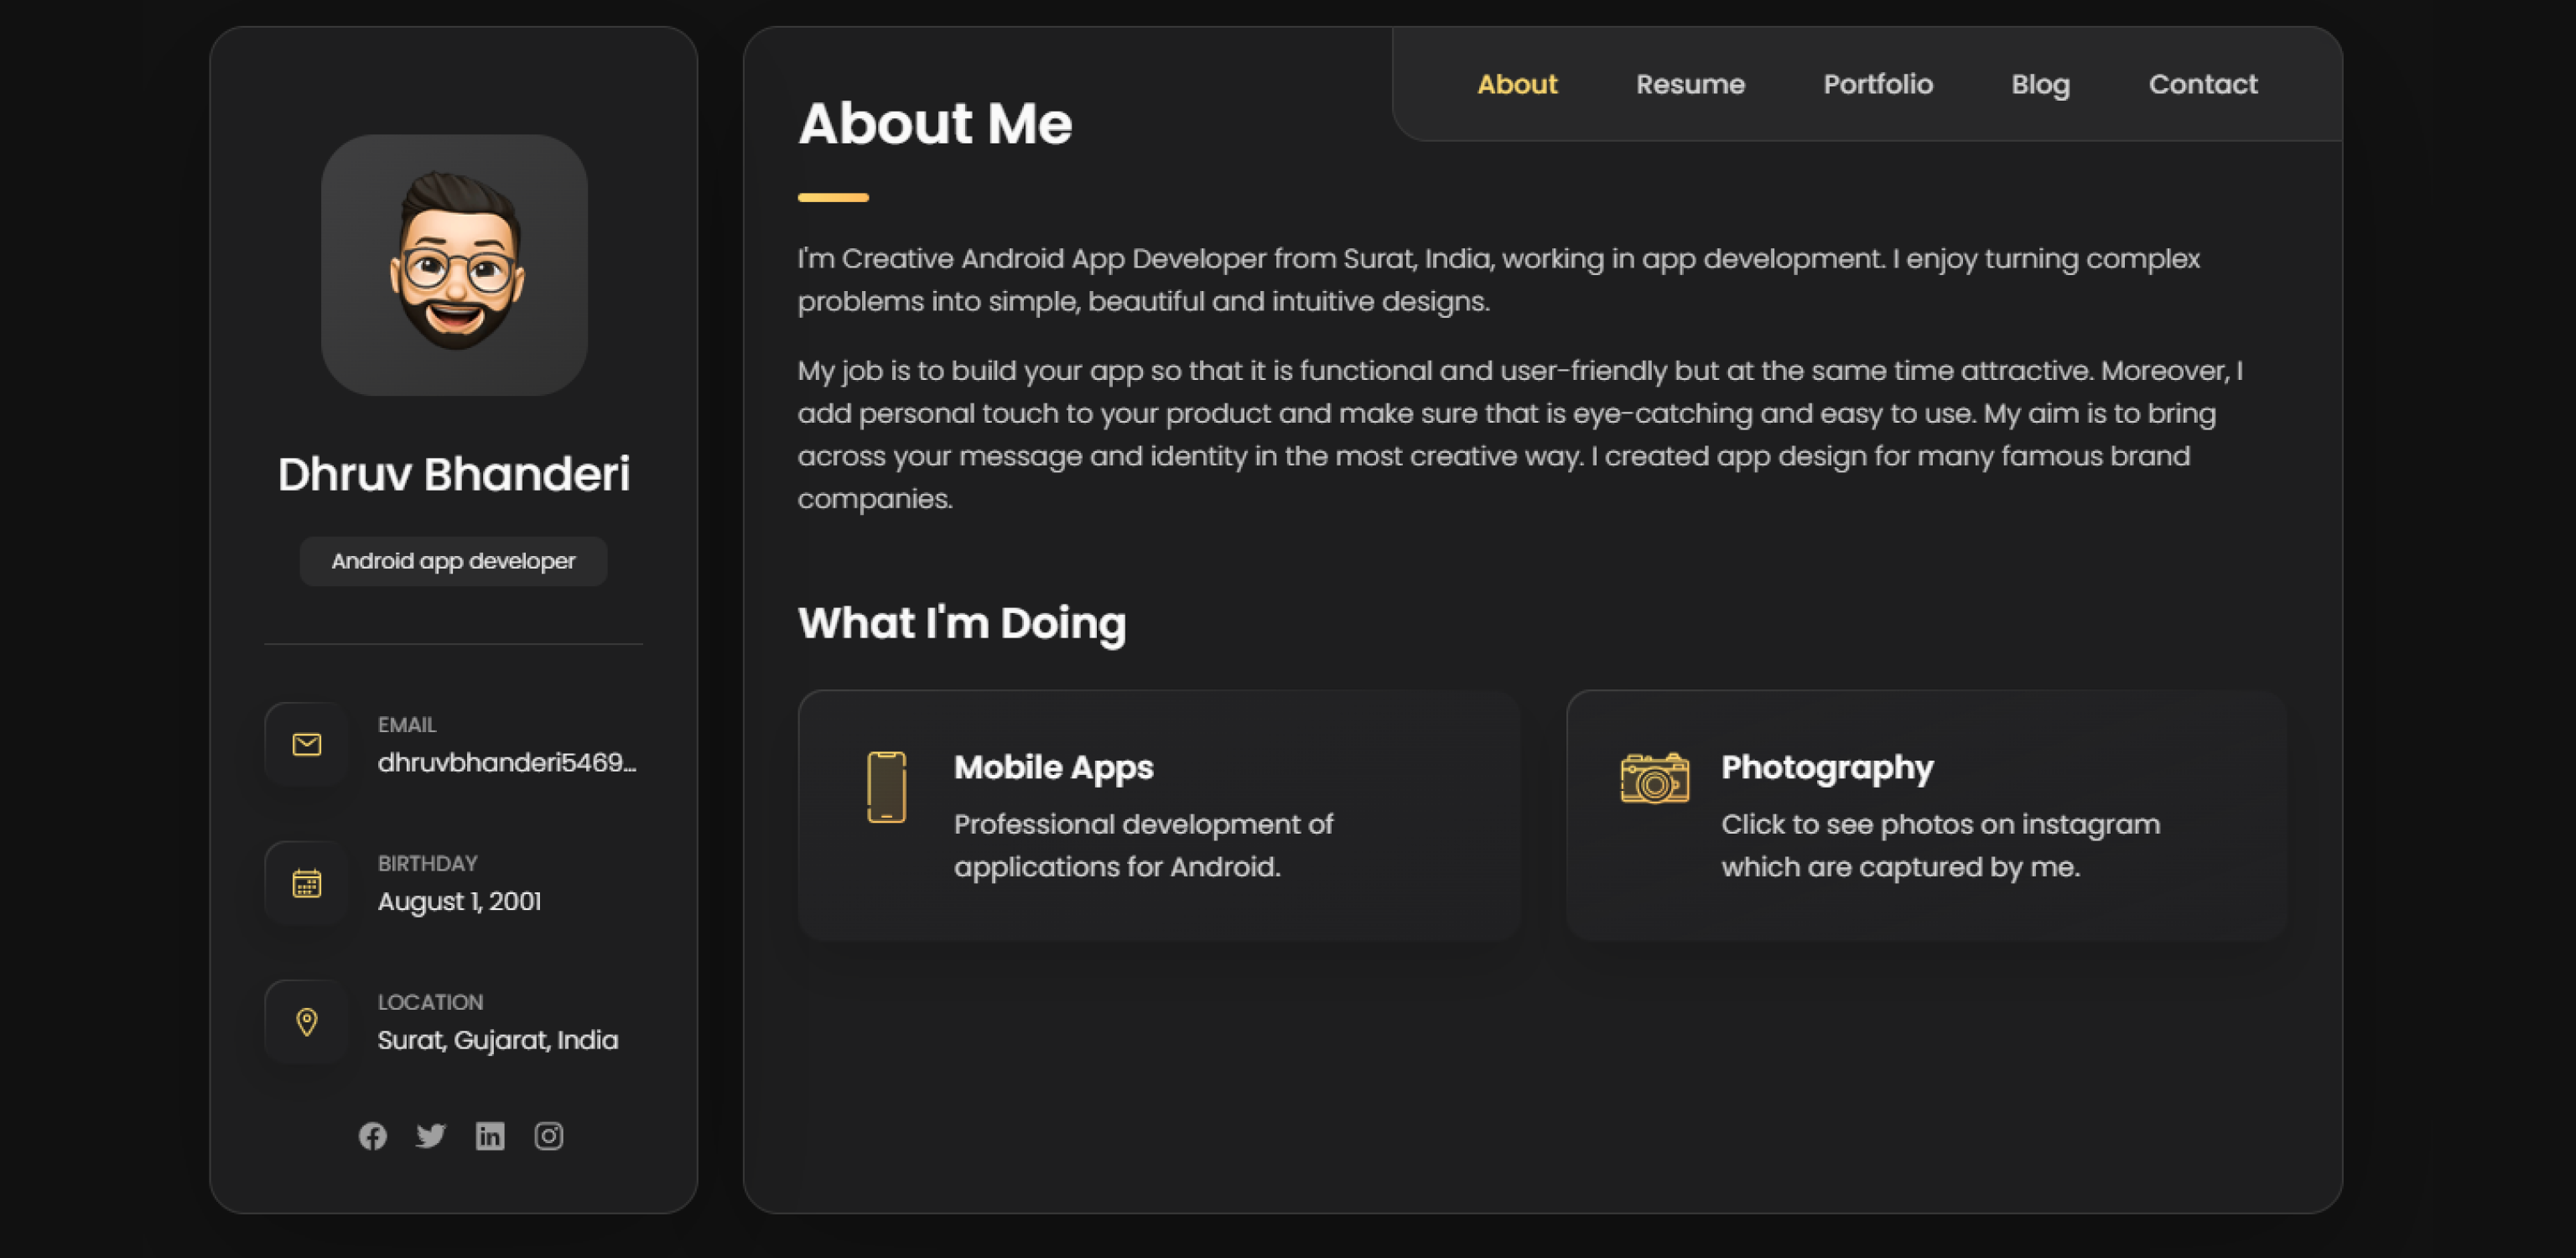 Dhruv Bhanderi
Android app developer
EMAIL
dhruvbhanderi5469...
BIRTHDAY
August 1, 2001
LOCATION
Surat, Gujarat, India
About
Resume
Portfolio
Blog
Contact
About Me
I'm Creative Android App Developer from Surat, India, working in app development. I enjoy turning complex
problems into simple, beautiful and intuitive designs.
My job is to build your app so that it is functional and user-friendly but at the same time attractive. Moreover, I
add personal touch to your product and make sure that is eye-catching and easy to use. My aim is to bring
across your message and identity in the most creative way. I created app design for many famous brand
companies.
What I'm Doing
Mobile Apps
Professional development of
applications for Android.
Photography
Click to see photos on instagram
which are captured by me.